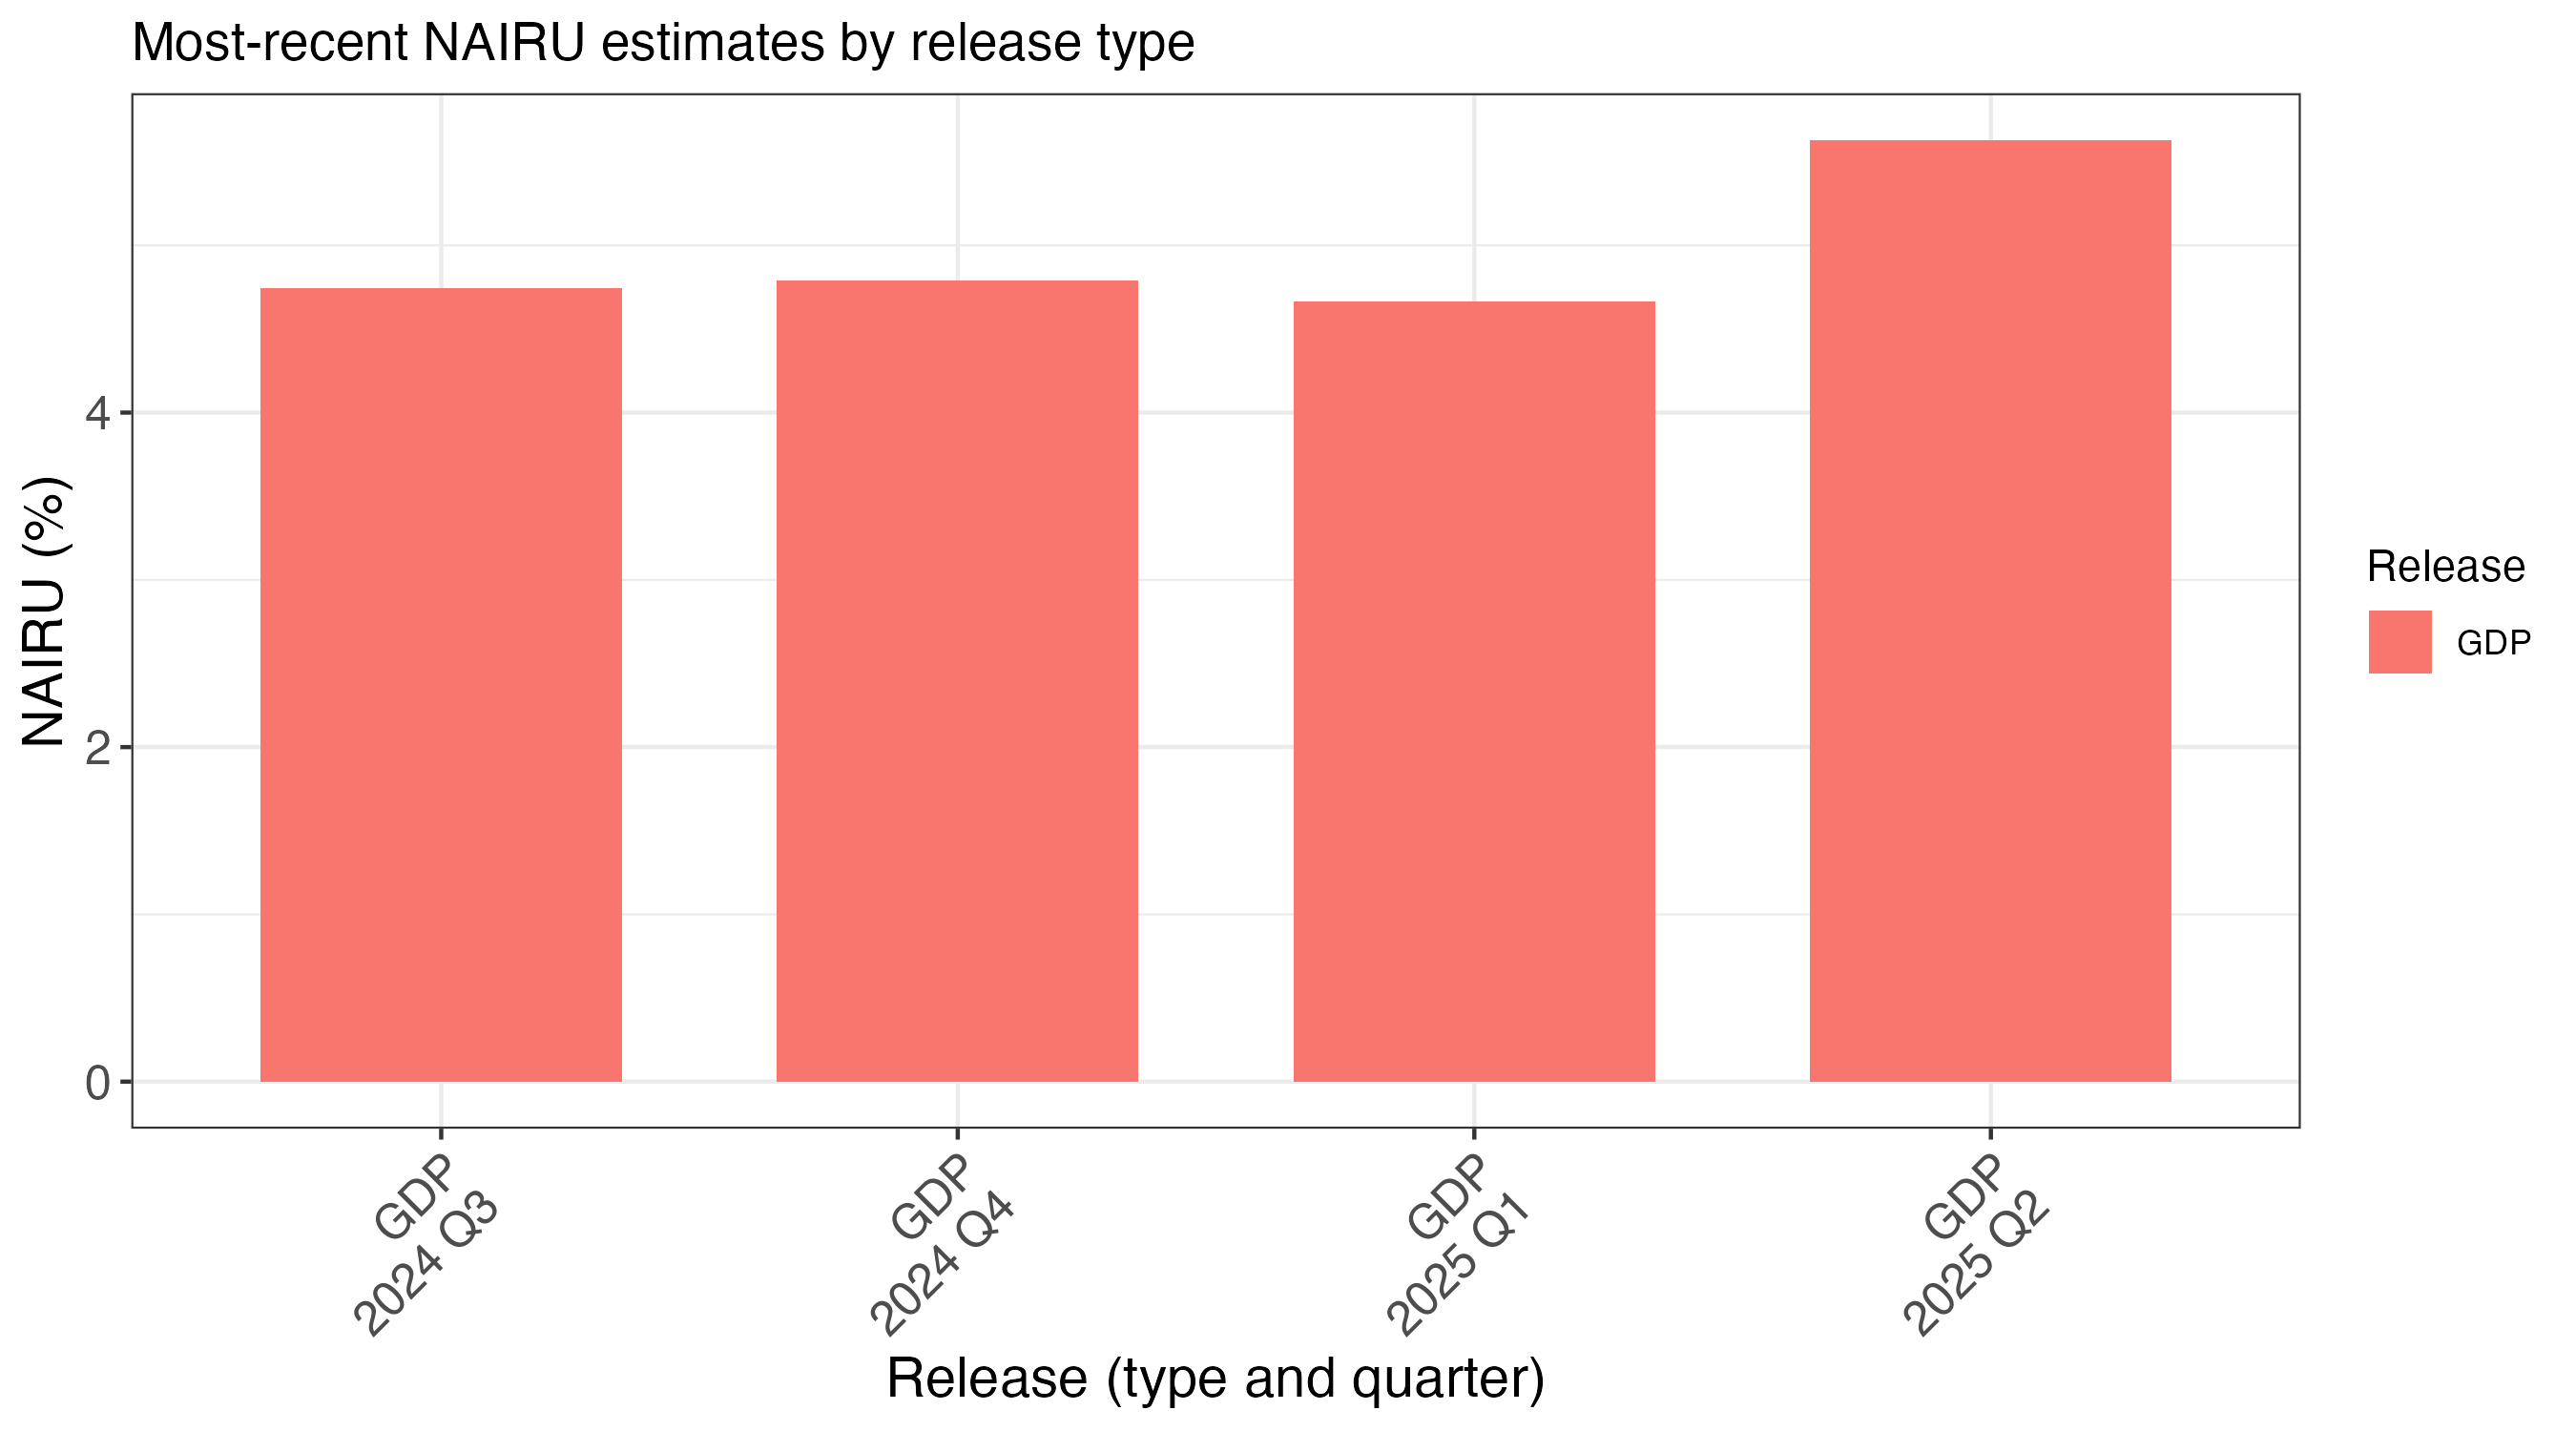 Most-recent NAIRU estimates by release type
NAIRU (%)
4
2
0
GDP
2024 Q3
GDP
2024 Q4
GDP
2025 Q1
GDP
2025 Q2
Release (type and quarter)
Release
GDP